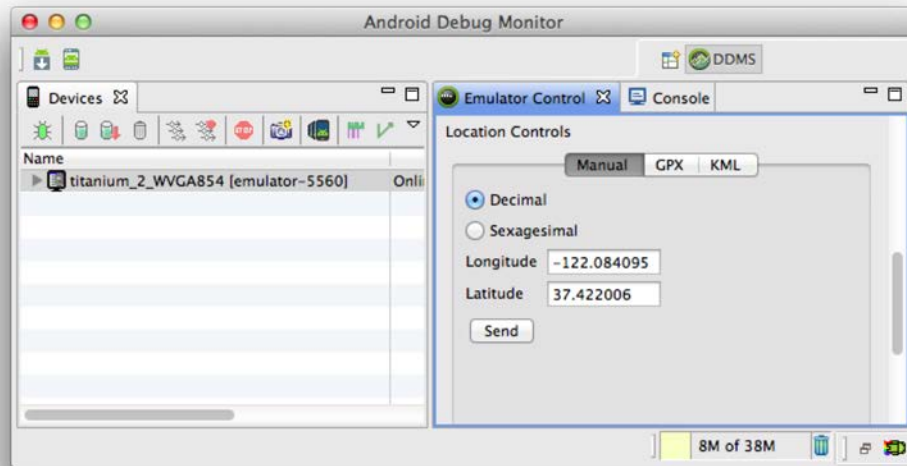 Android Debug Monitor
DDMS
Devices
Name
titanium_2_WVGA854 [emulator-5560]
Onli
Emulator Control
Console
Location Controls
Manual
GPX
KML
Decimal
Sexagesimal
Longitude
-122.084095
Latitude
37.422006
Send
8M of 38M